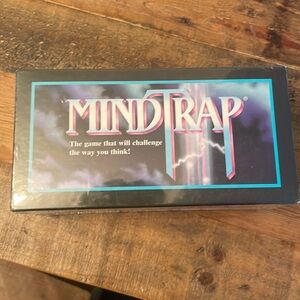 MINDTRAP®
The game that will challenge
the way you think!